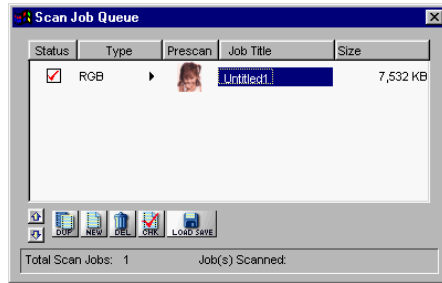 Scan Job Queue
Status Type Prescan Job Title Size
RGB Untitled1 7,532 KB
DUP NEW DEL CHK LOAD SAVE
Total Scan Jobs: 1 Job(s) Scanned: